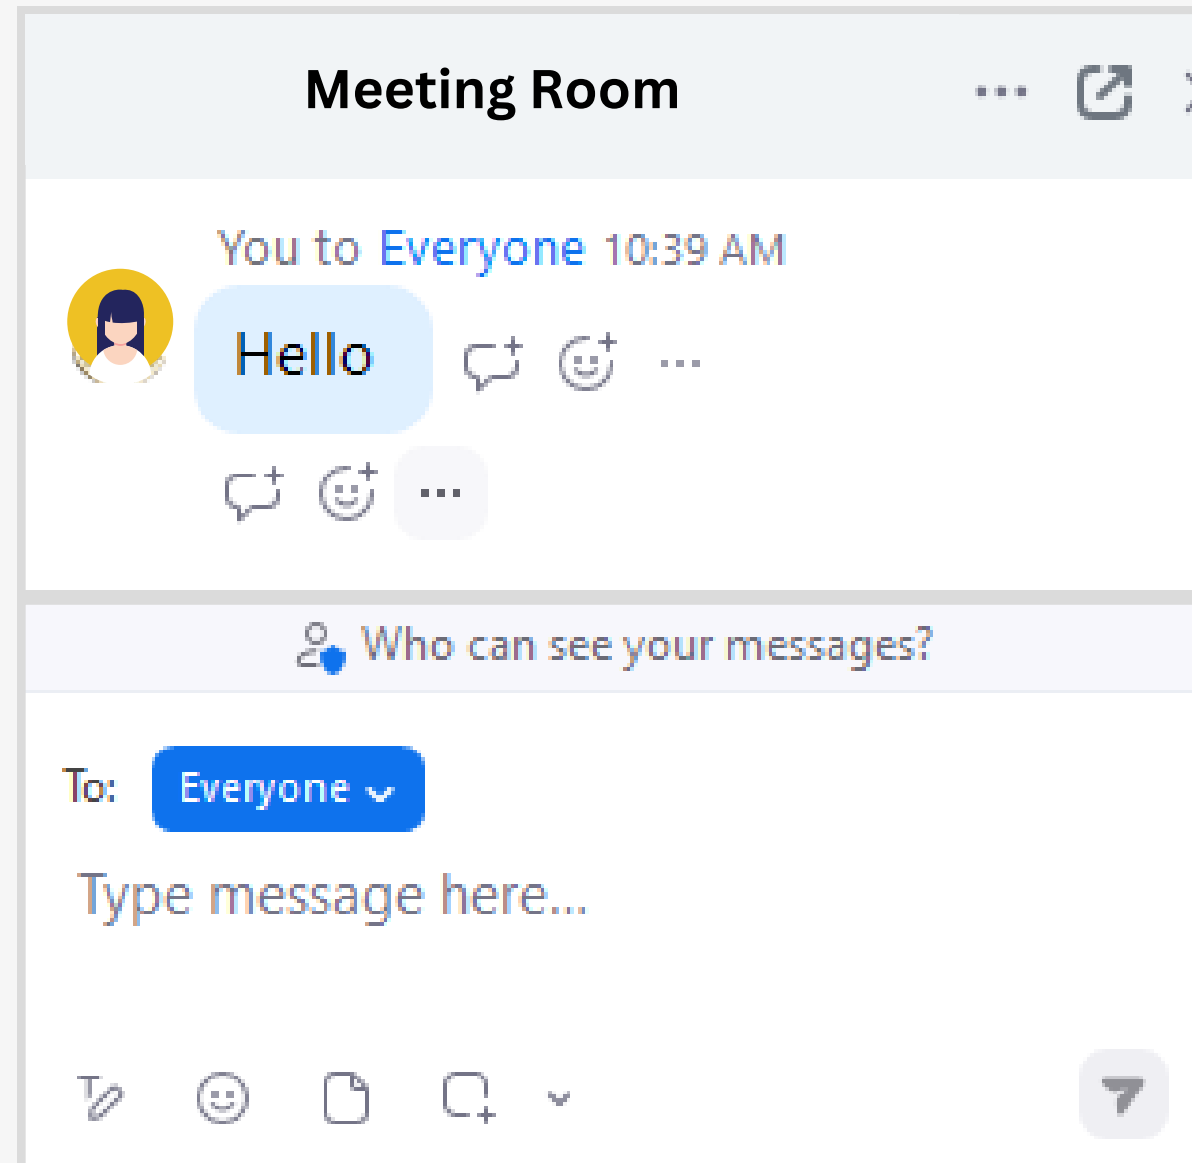 Meeting Room
You to Everyone 10:39 AM
Hello
Who can see your messages?
To: Everyone
Type message here...